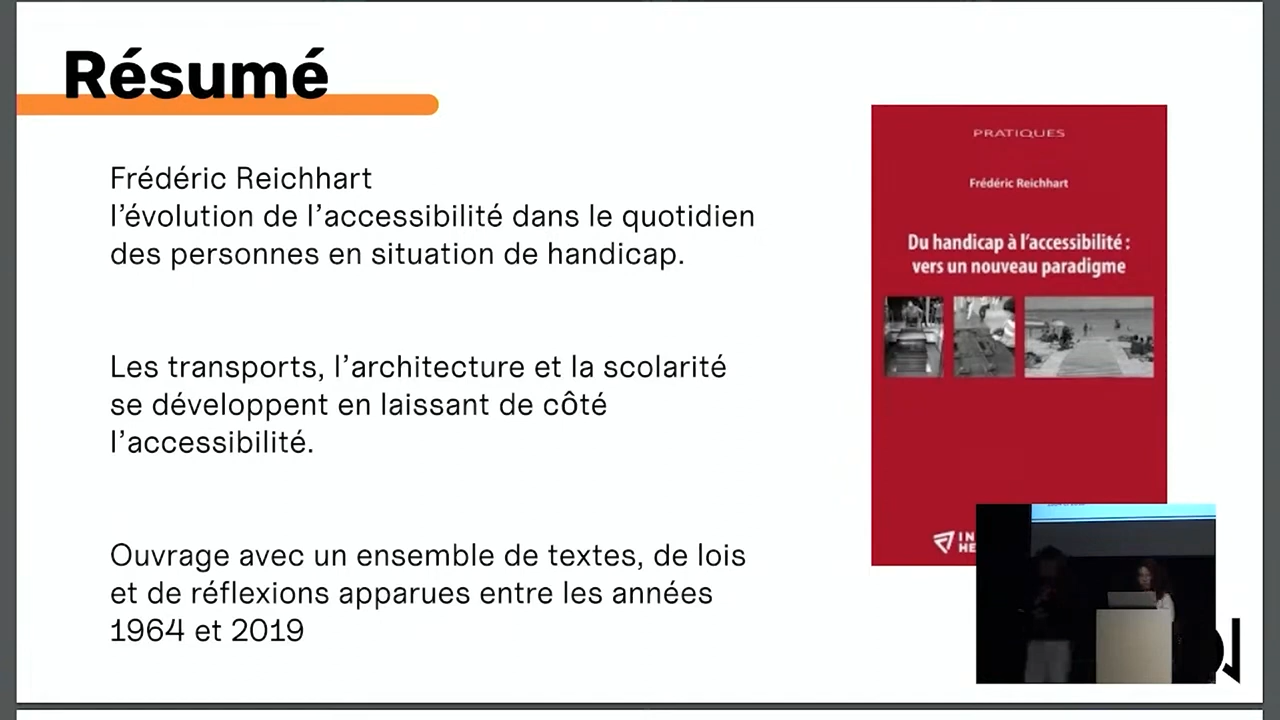 Résumé
Frédéric Reichhart
l’évolution de l’accessibilité dans le quotidien
des personnes en situation de handicap.
Les transports, l’architecture et la scolarité
se développent en laissant de côté
l’accessibilité.
Ouvrage avec un ensemble de textes, de lois
et de réflexions apparues entre les années
1964 et 2019
PRATIQUES
Frédéric Reichhart
Du handicap à l’accessibilité :
vers un nouveau paradigme
IN
HE